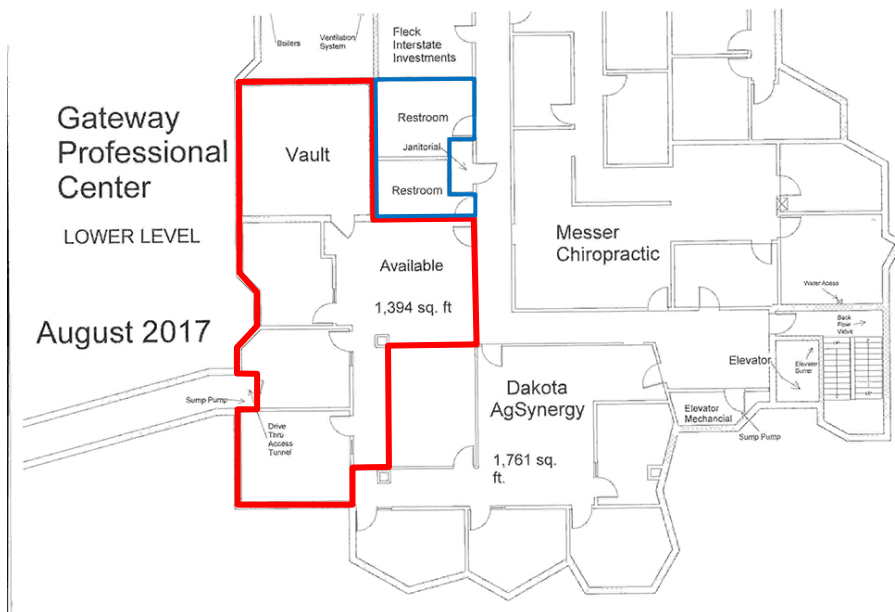 Boilers
Ventilation
System
Fleck
Interstate
Investments
Gateway
Professional
Center
LOWER LEVEL
August 2017
Vault
Restroom
Janitorial
Restroom
Available
1,394 sq. ft
Messer
Chiropractic
Water Acess
Back
Flow
Valve
UP
UP
Elevator
Elevator
Sump
Dakota
AgSynergy
1,761 sq.
ft.
Elevator
Mechancial
Sump Pump
Sump Pump
Drive
Thru
Access
Tunnel